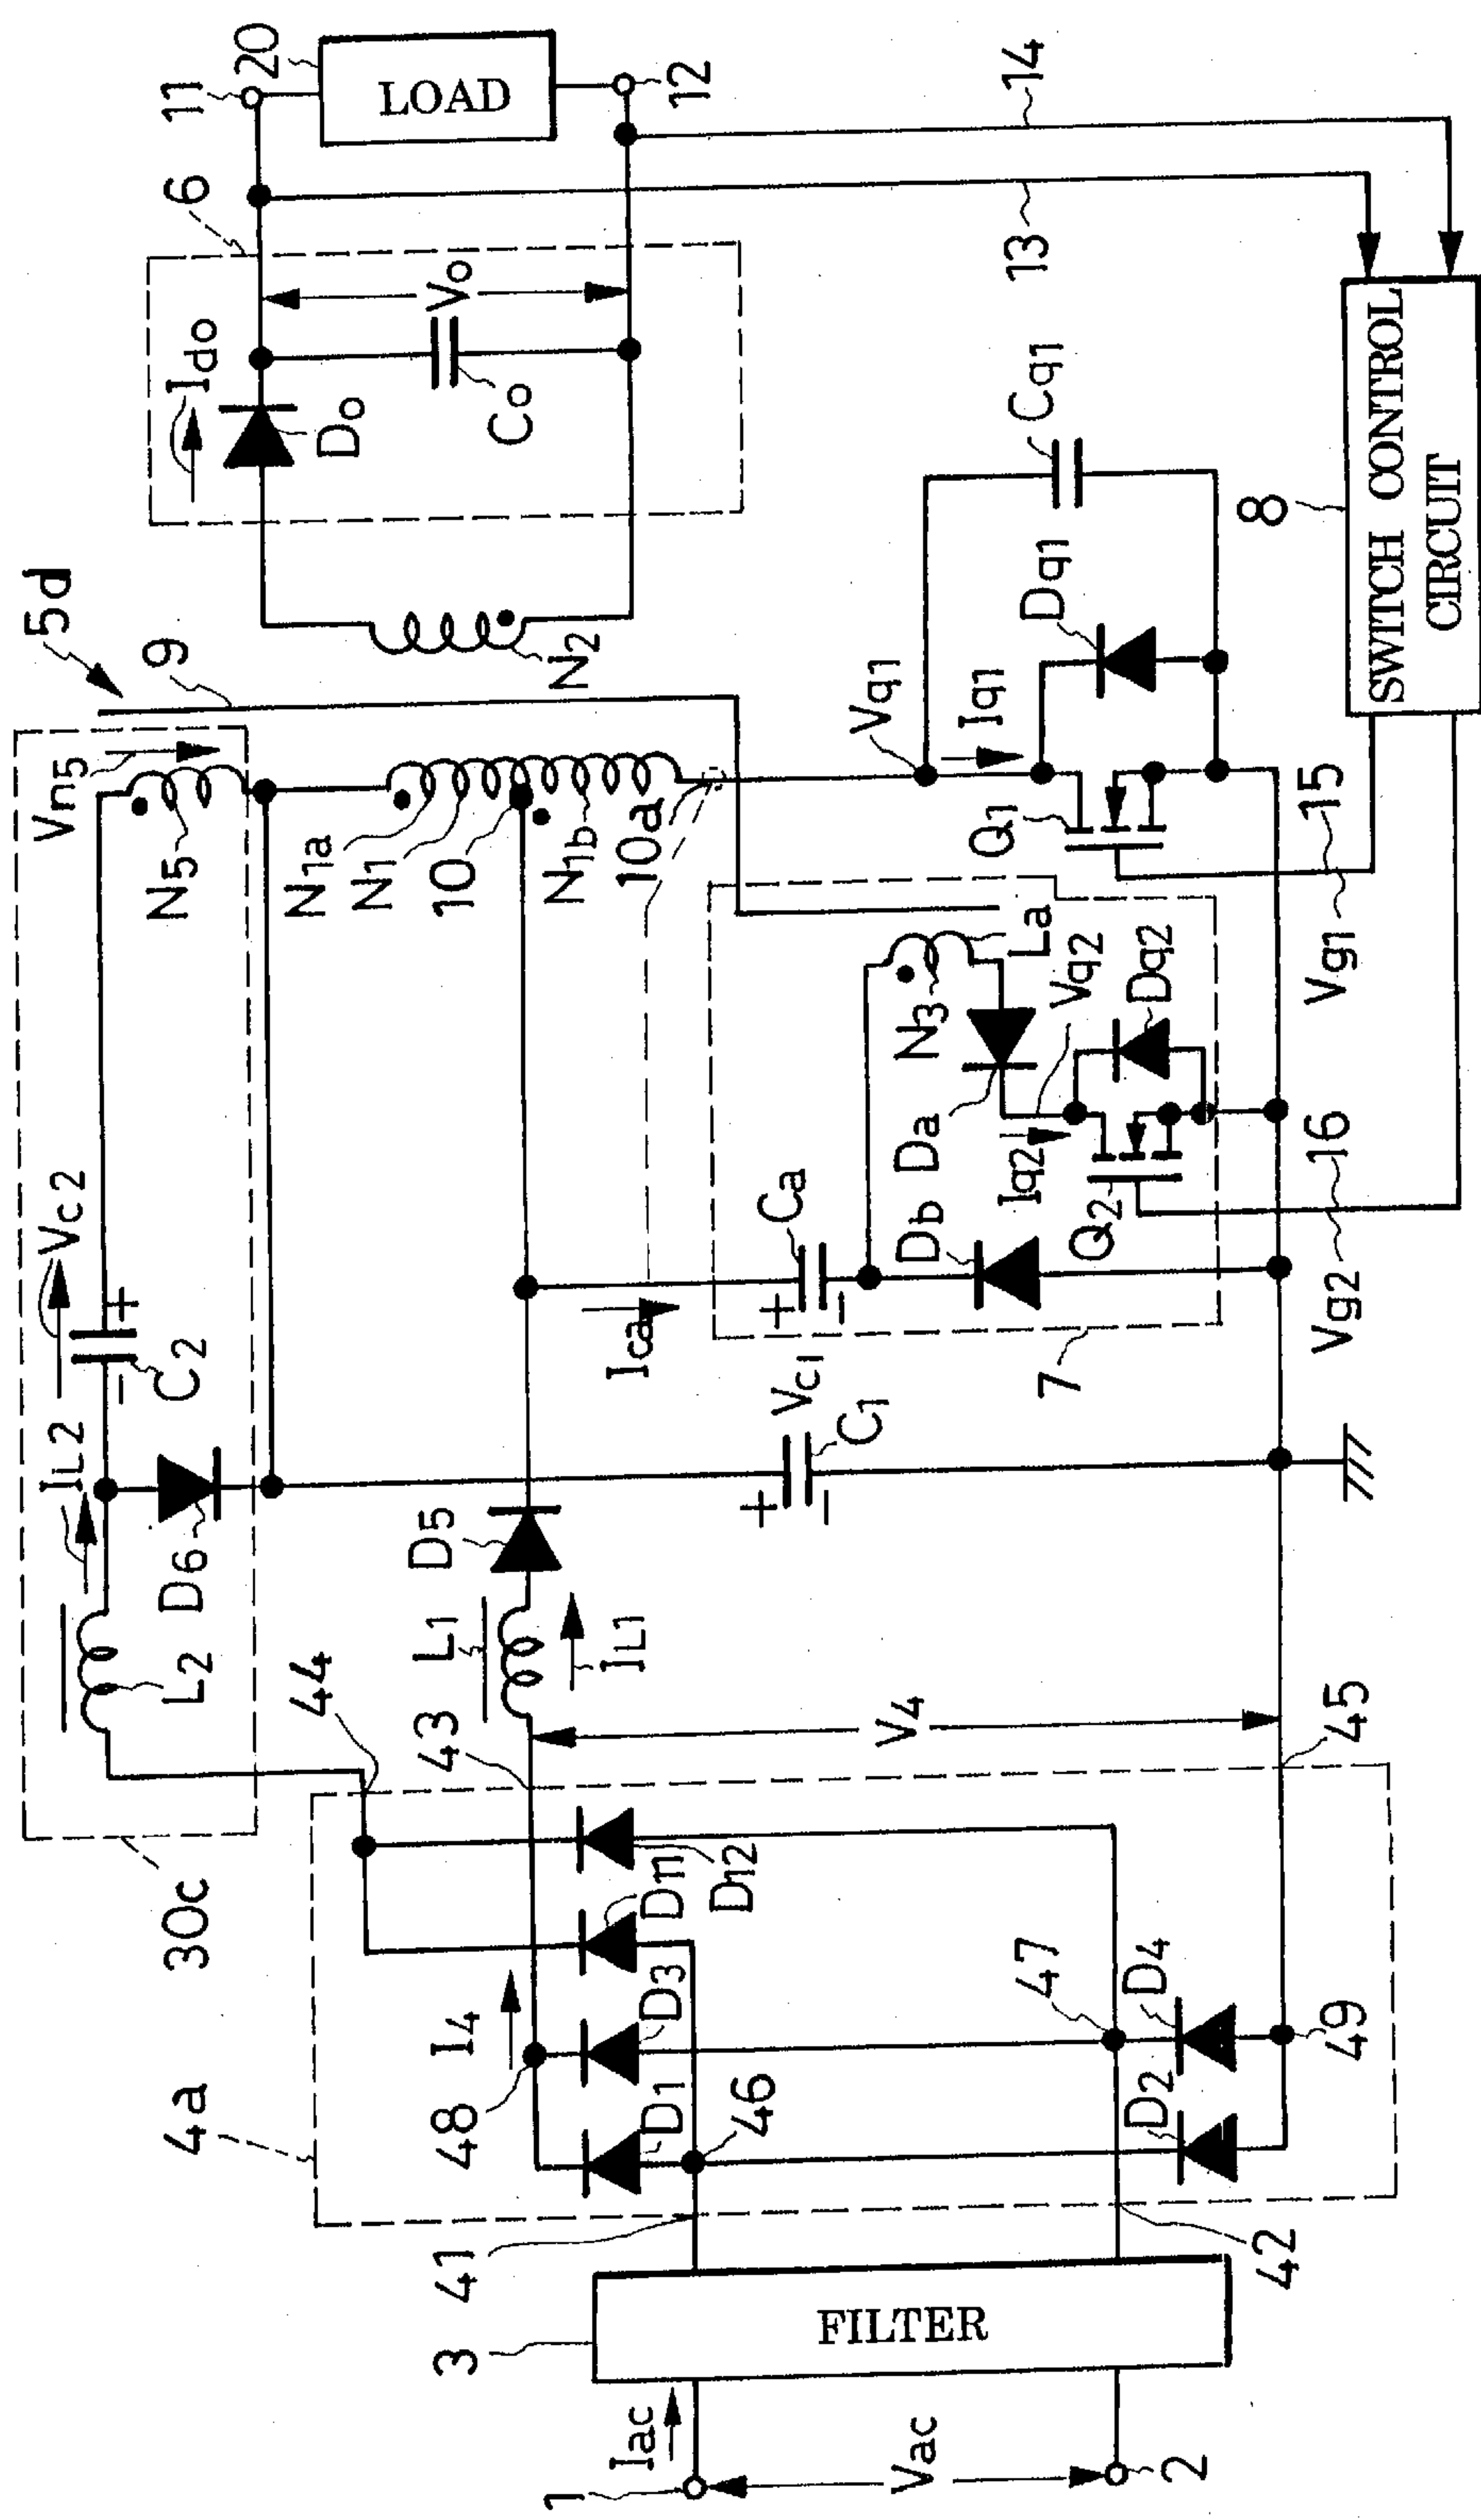 5d
Vn5
N5
Vc2
+
-
C2
IL2
L2
D6
30c
9
N1a
N1
10
N1b
10a
N2
6
Ido
Do
Co
Vo
11
20
LOAD
12
13
14
44
43
L1
IL1
D5
V4
45
Ica
Ca
+
-
Vc1
C1
+
-
7
Db
Da
N3
La
Vq2
Iq2
Dq2
Q2
Vq1
Iq1
Q1
Dq1
Cq1
8
SWITCH CONTROL
CIRCUIT
15
Vg1
16
Vg2
4a
48
I4
D1
D3
D11
D12
46
47
D2
D4
49
41
42
3
FILTER
Iac
Vac
1
2